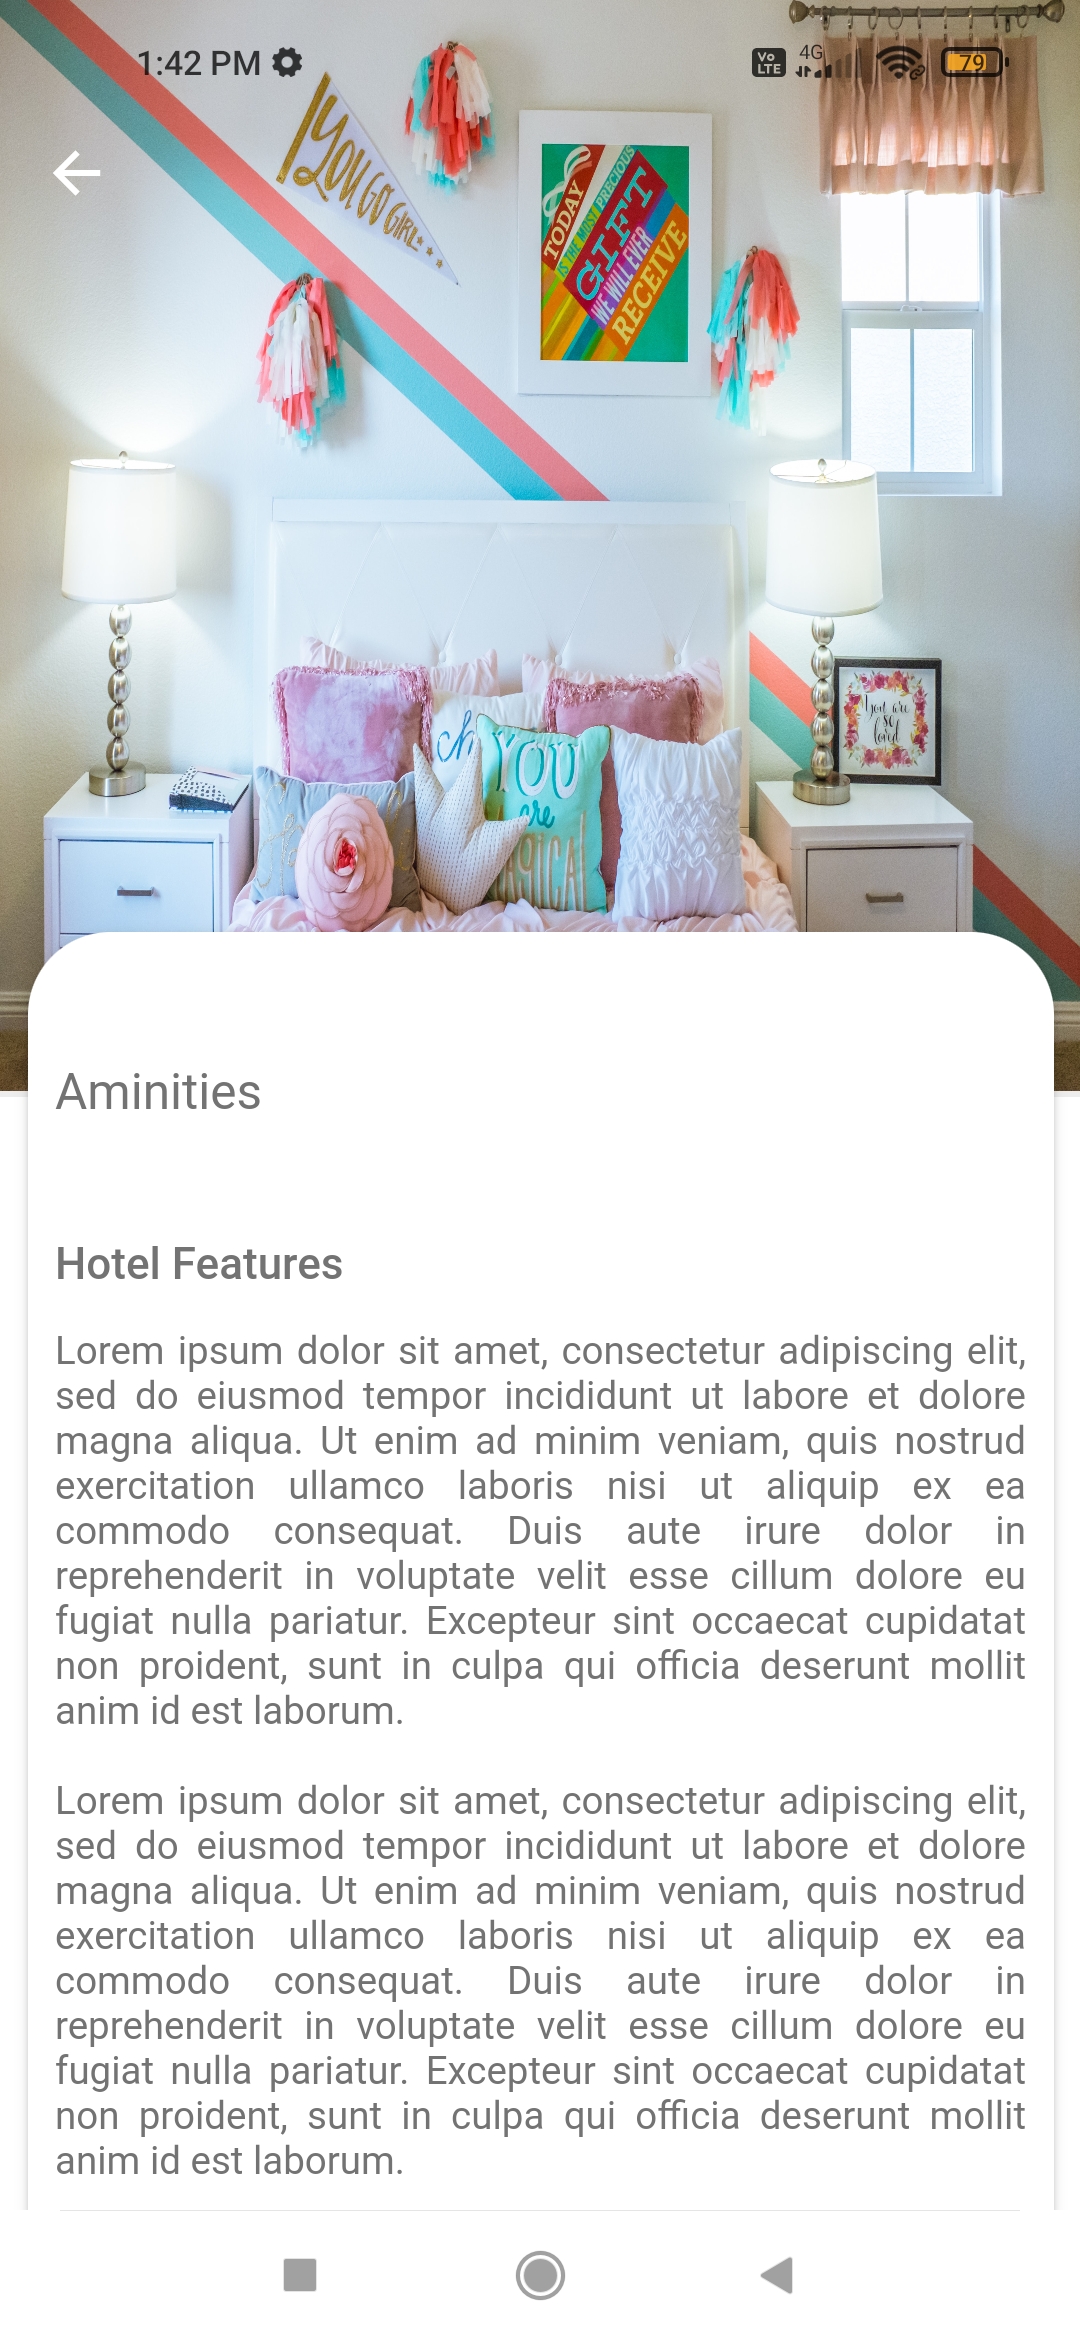 1:42 PM
Vo LTE
4G
79
YOU GO GIRL
TODAY
IS THE MOST PRECIOUS
GIFT
WE WILL EVER
RECEIVE
You are
so
loved
ch
YOU
are
Aminities
Hotel Features
Lorem ipsum dolor sit amet, consectetur adipiscing elit,
sed do eiusmod tempor incididunt ut labore et dolore
magna aliqua. Ut enim ad minim veniam, quis nostrud
exercitation ullamco laboris nisi ut aliquip ex ea
commodo consequat. Duis aute irure dolor in
reprehenderit in voluptate velit esse cillum dolore eu
fugiat nulla pariatur. Excepteur sint occaecat cupidatat
non proident, sunt in culpa qui officia deserunt mollit
anim id est laborum.
Lorem ipsum dolor sit amet, consectetur adipiscing elit,
sed do eiusmod tempor incididunt ut labore et dolore
magna aliqua. Ut enim ad minim veniam, quis nostrud
exercitation ullamco laboris nisi ut aliquip ex ea
commodo consequat. Duis aute irure dolor in
reprehenderit in voluptate velit esse cillum dolore eu
fugiat nulla pariatur. Excepteur sint occaecat cupidatat
non proident, sunt in culpa qui officia deserunt mollit
anim id est laborum.